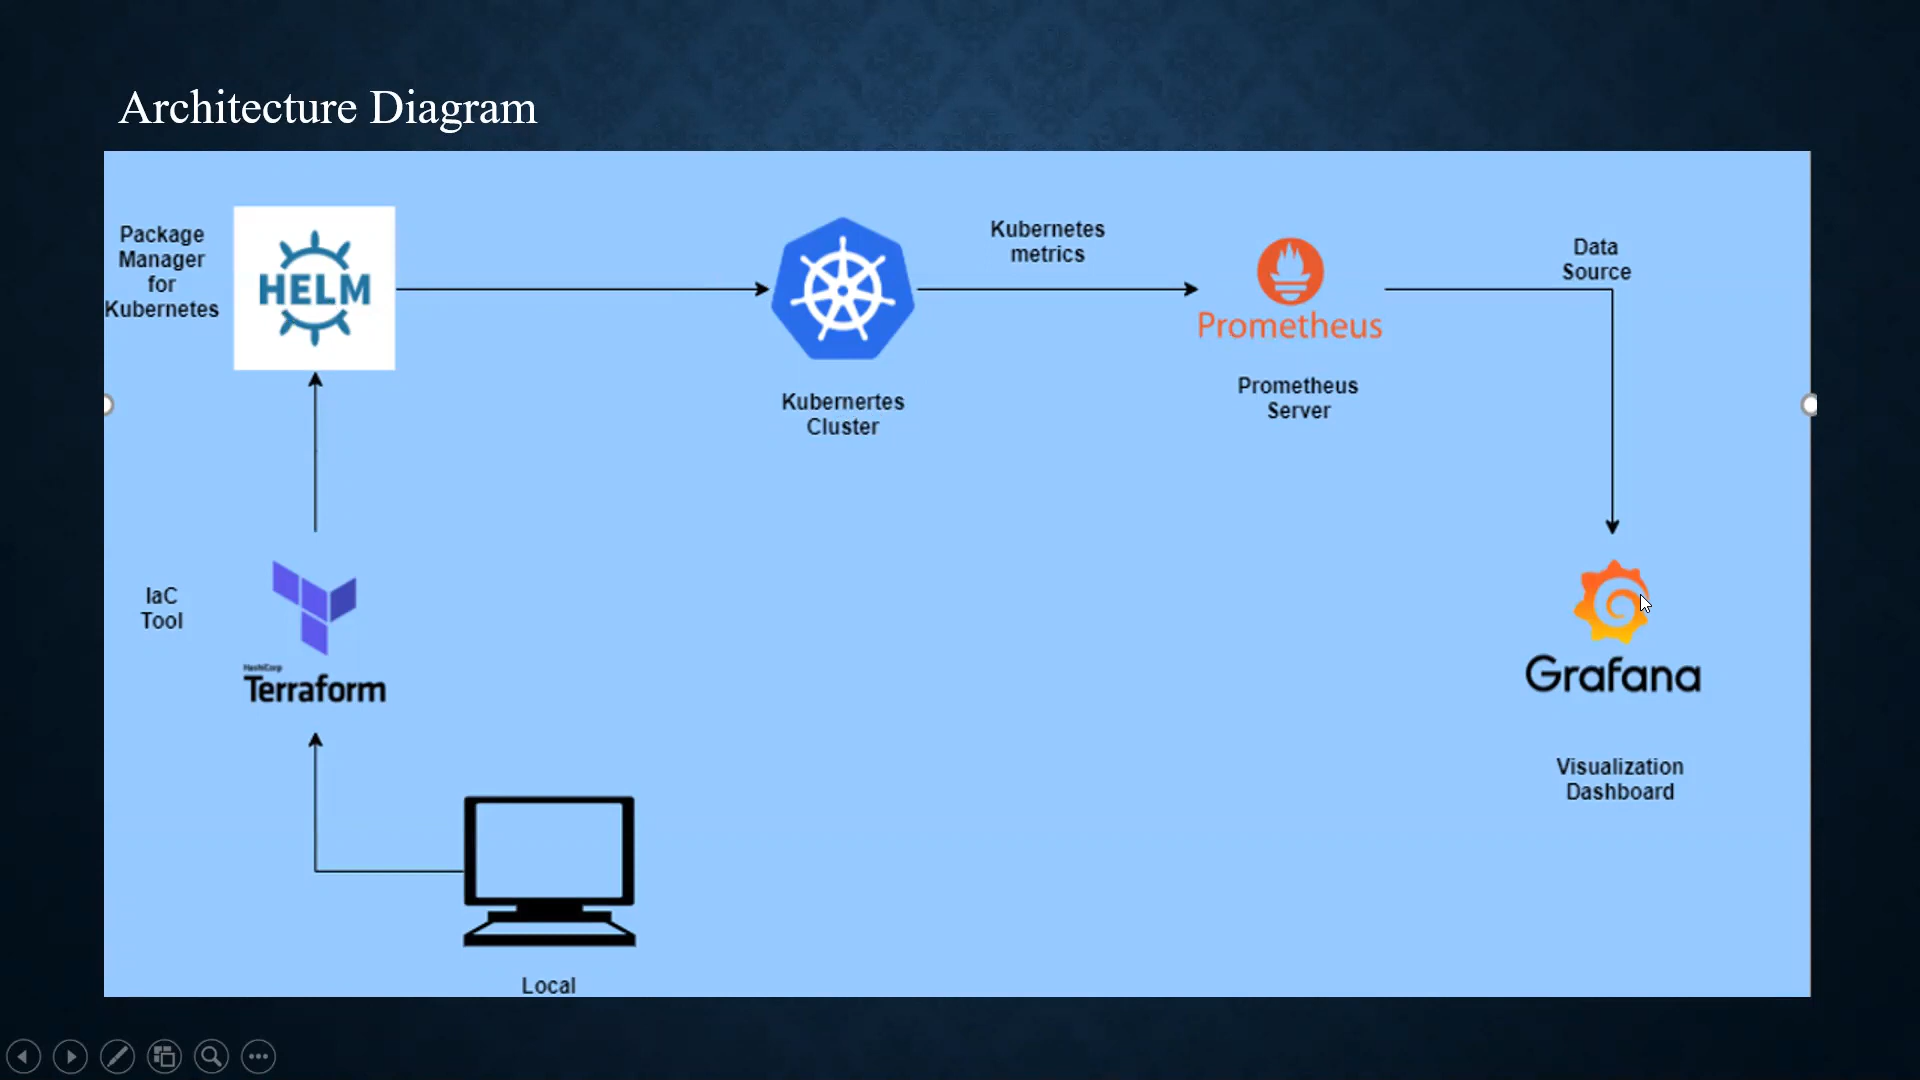 Architecture Diagram
Package
Manager
for
Kubernetes
HELM
Kubernertes
Cluster
Kubernetes
metrics
Prometheus
Prometheus
Server
Data
Source
IaC
Tool
HashiCorp
Terraform
Grafana
Visualization
Dashboard
Local